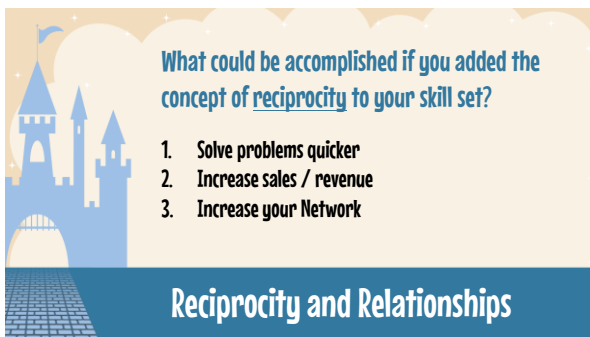 What could be accomplished if you added the
concept of reciprocity to your skill set?
1. Solve problems quicker
2. Increase sales / revenue
3. Increase your Network
Reciprocity and Relationships